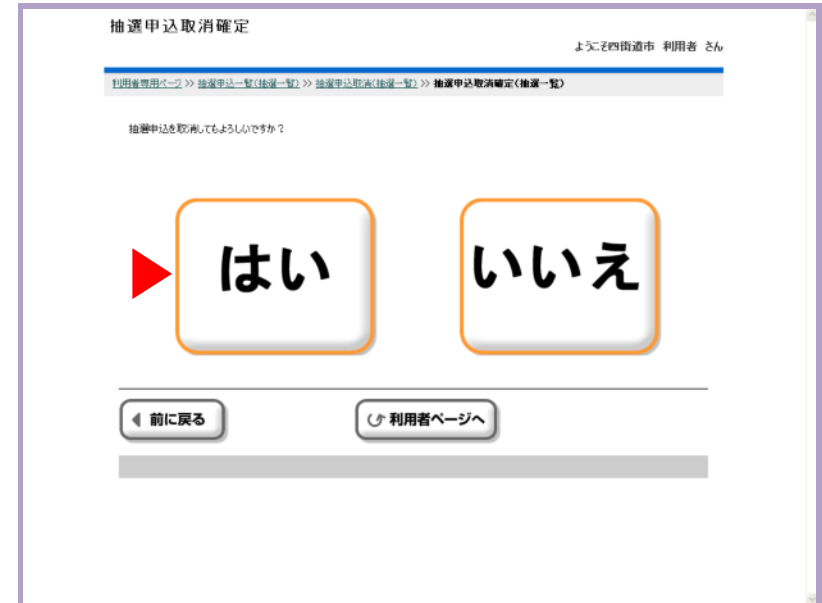 抽選申込取消確定
ようこそ四街道市 利用者 さん
利用者専用ページ >> 抽選申込一覧(抽選一覧) >> 抽選申込取消(抽選一覧) >> 抽選申込取消確定(抽選一覧)
抽選申込を取消してもよろしいですか？
はい いいえ
前に戻る 利用者ページへ